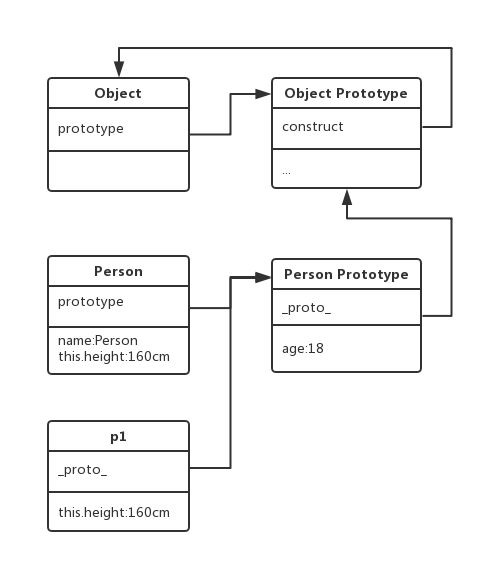 Object
prototype
Object Prototype
construct
...
Person
prototype
name:Person
this.height:160cm
Person Prototype
_proto_
age:18
p1
_proto_
this.height:160cm